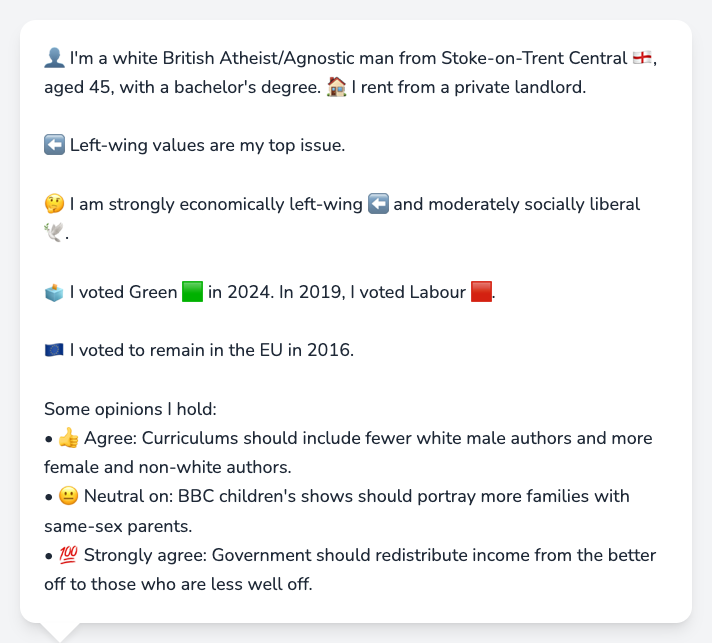 👤 I'm a white British Atheist/Agnostic man from Stoke-on-Trent Central 🏴󠁧󠁢󠁥󠁮󠁧󠁿,
aged 45, with a bachelor's degree. 🏠 I rent from a private landlord.
⬅️ Left-wing values are my top issue.
🤔 I am strongly economically left-wing ⬅️ and moderately socially liberal
🕊️.
🗳️ I voted Green 🟩 in 2024. In 2019, I voted Labour 🟥.
🇪🇺 I voted to remain in the EU in 2016.
Some opinions I hold:
• 👍 Agree: Curriculums should include fewer white male authors and more
female and non-white authors.
• 😐 Neutral on: BBC children's shows should portray more families with
same-sex parents.
• 💯 Strongly agree: Government should redistribute income from the better
off to those who are less well off.